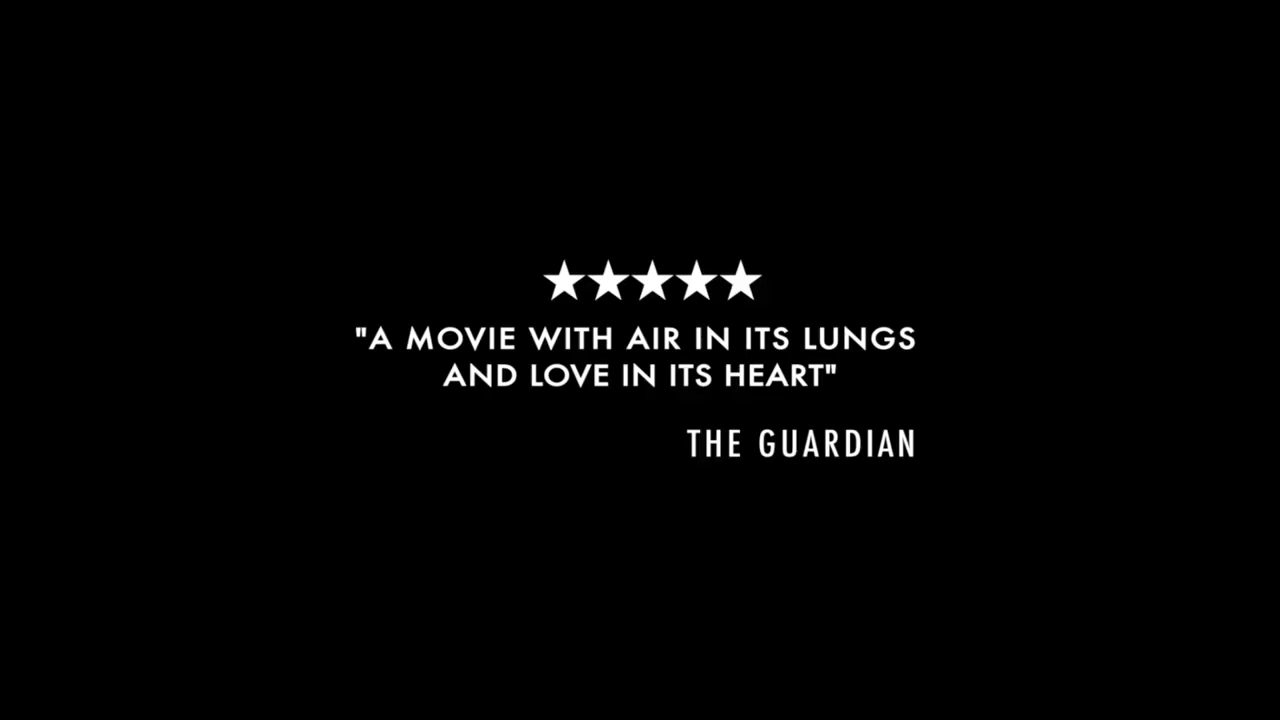 ★★★★★
"A MOVIE WITH AIR IN ITS LUNGS
AND LOVE IN ITS HEART"
THE GUARDIAN